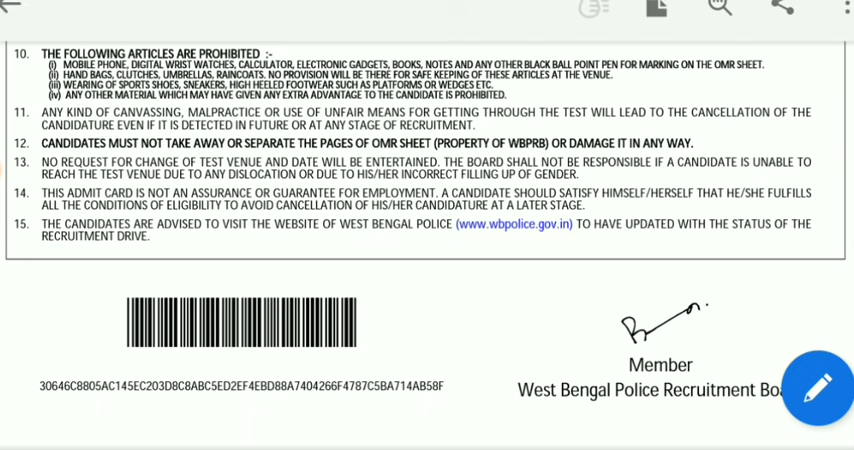 10. THE FOLLOWING ARTICLES ARE PROHIBITED :-
(i) MOBILE PHONE, DIGITAL WRIST WATCHES, CALCULATOR, ELECTRONIC GADGETS, BOOKS, NOTES AND ANY OTHER BLACK BALL POINT PEN FOR MARKING ON THE OMR SHEET.
(ii) HAND BAGS, CLUTCHES, UMBRELLAS, RAINCOATS. NO PROVISION WILL BE THERE FOR SAFE KEEPING OF THESE ARTICLES AT THE VENUE.
(iii) WEARING OF SPORTS SHOES, SNEAKERS, HIGH HEELED FOOTWEAR SUCH AS PLATFORMS OR WEDGES ETC.
(iv) ANY OTHER MATERIAL WHICH MAY HAVE GIVEN ANY EXTRA ADVANTAGE TO THE CANDIDATE IS PROHIBITED.
11. ANY KIND OF CANVASSING, MALPRACTICE OR USE OF UNFAIR MEANS FOR GETTING THROUGH THE TEST WILL LEAD TO THE CANCELLATION OF THE
CANDIDATURE EVEN IF IT IS DETECTED IN FUTURE OR AT ANY STAGE OF RECRUITMENT.
12. CANDIDATES MUST NOT TAKE AWAY OR SEPARATE THE PAGES OF OMR SHEET (PROPERTY OF WBPRB) OR DAMAGE IT IN ANY WAY.
13. NO REQUEST FOR CHANGE OF TEST VENUE AND DATE WILL BE ENTERTAINED. THE BOARD SHALL NOT BE RESPONSIBLE IF A CANDIDATE IS UNABLE TO
REACH THE TEST VENUE DUE TO ANY DISLOCATION OR DUE TO HIS/HER INCORRECT FILLING UP OF GENDER.
14. THIS ADMIT CARD IS NOT AN ASSURANCE OR GUARANTEE FOR EMPLOYMENT. A CANDIDATE SHOULD SATISFY HIMSELF/HERSELF THAT HE/SHE FULFILLS
ALL THE CONDITIONS OF ELIGIBILITY TO AVOID CANCELLATION OF HIS/HER CANDIDATURE AT A LATER STAGE.
15. THE CANDIDATES ARE ADVISED TO VISIT THE WEBSITE OF WEST BENGAL POLICE (www.wbpolice.gov.in) TO HAVE UPDATED WITH THE STATUS OF THE
RECRUITMENT DRIVE.
Member
30646C8805AC145EC203D8C8ABC5ED2EF4EBD88A7404266F4787C5BA714AB58F
West Bengal Police Recruitment Boa